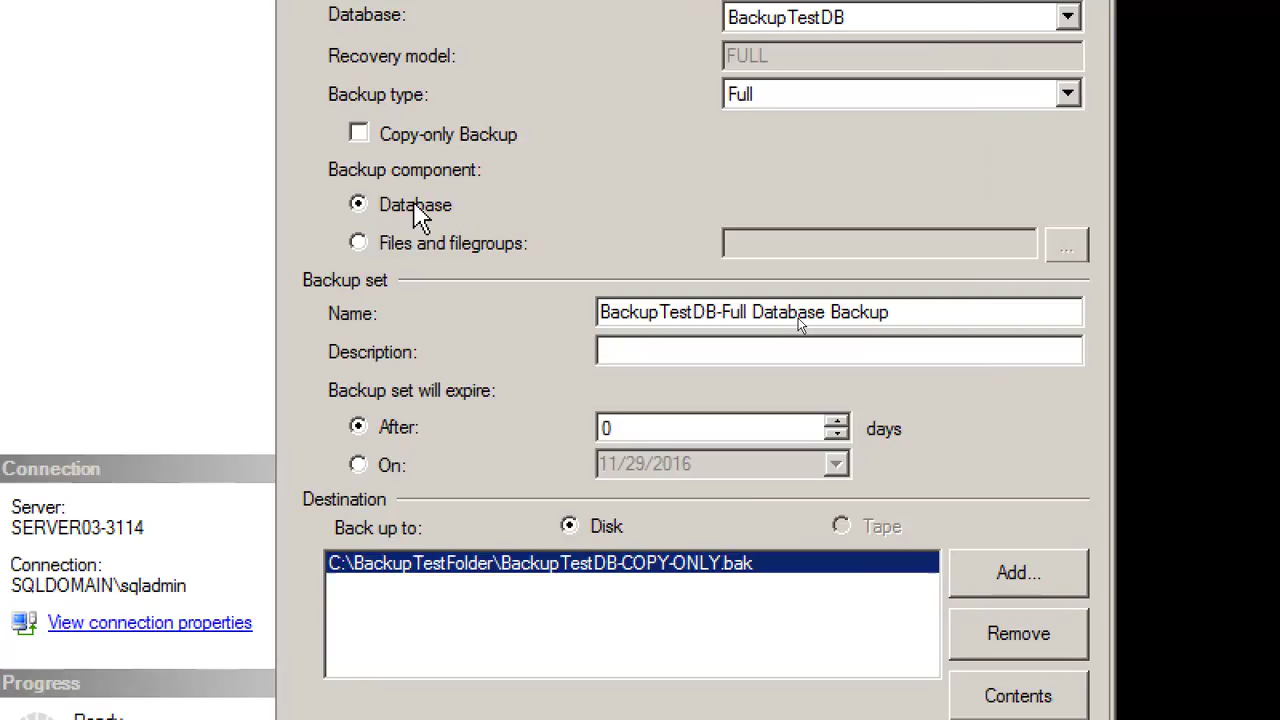 Database: BackupTestDB
Recovery model: FULL
Backup type: Full
Copy-only Backup
Backup component:
Database
Files and filegroups: ...
Backup set
Name: BackupTestDB-Full Database Backup
Description:
Backup set will expire:
After: 0 days
On: 11/29/2016
Destination
Back up to: Disk Tape
C:\BackupTestFolder\BackupTestDB-COPY-ONLY.bak
Add...
Remove
Contents
Connection
Server:
SERVER03-3114
Connection:
SQLDOMAIN\sqladmin
View connection properties
Progress
Ready